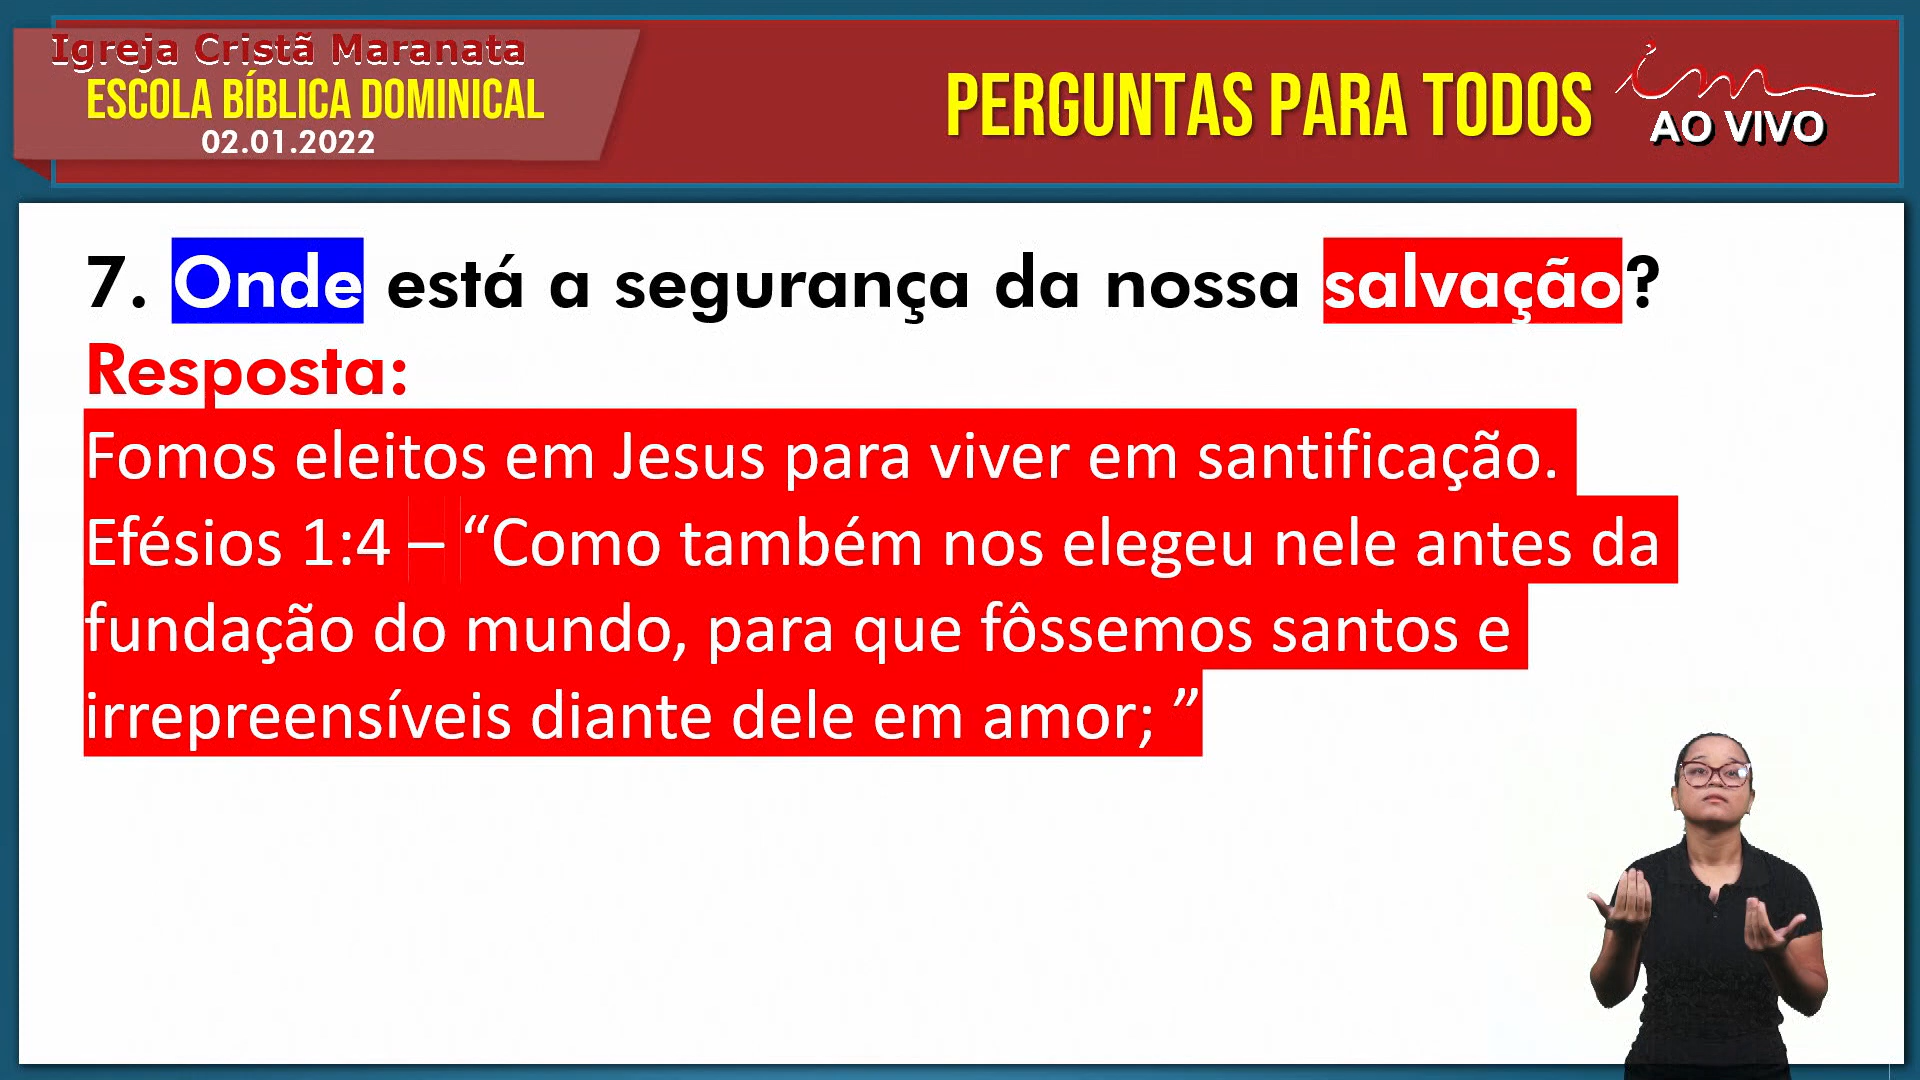 Igreja Cristã Maranata
ESCOLA BÍBLICA DOMINICAL
02.01.2022
PERGUNTAS PARA TODOS
im
AO VIVO
7. Onde está a segurança da nossa salvação?
Resposta:
Fomos eleitos em Jesus para viver em santificação.
Efésios 1:4 – “Como também nos elegeu nele antes da
fundação do mundo, para que fôssemos santos e
irrepreensíveis diante dele em amor; ”